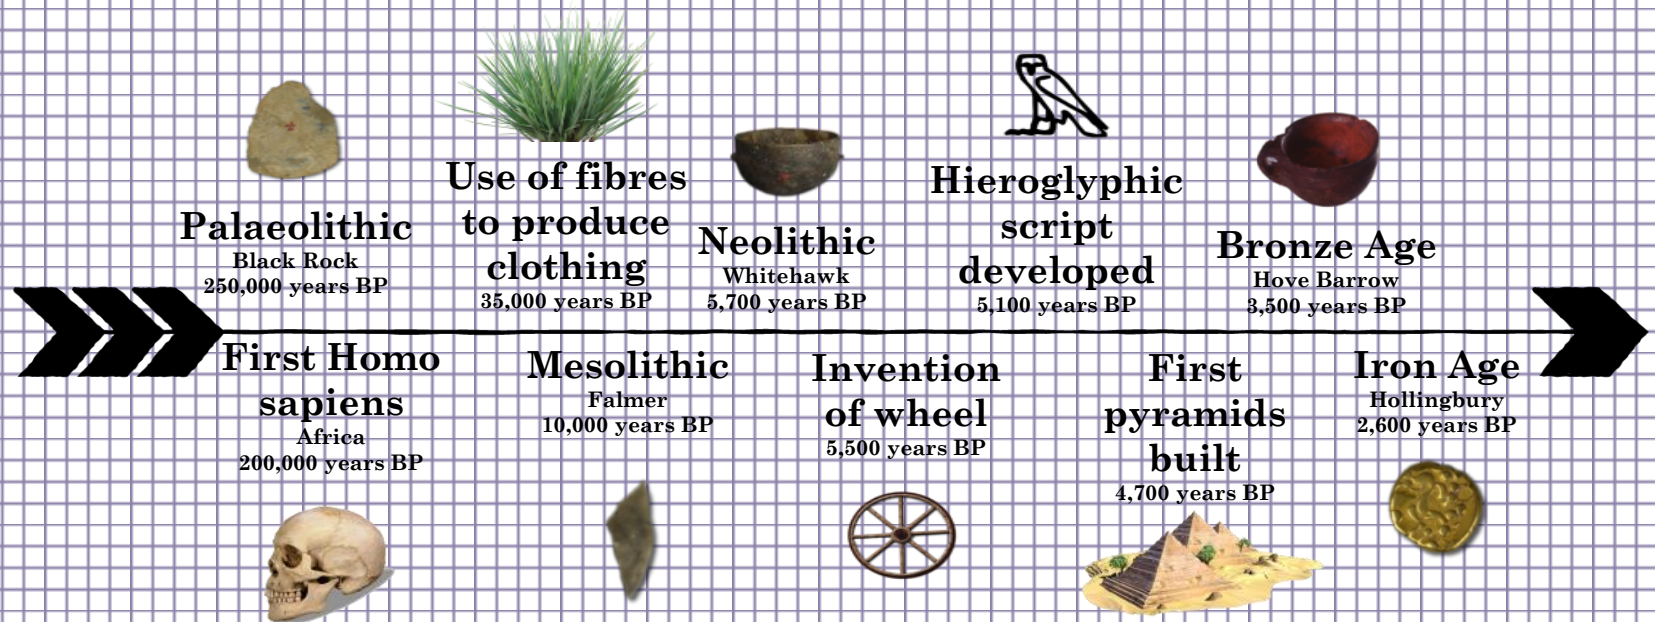 Palaeolithic
Black Rock
250,000 years BP
First Homo
sapiens
Africa
200,000 years BP
Use of fibres
to produce
clothing
35,000 years BP
Mesolithic
Falmer
10,000 years BP
Neolithic
Whitehawk
5,700 years BP
Invention
of wheel
5,500 years BP
Hieroglyphic
script
developed
5,100 years BP
First
pyramids
built
4,700 years BP
Bronze Age
Hove Barrow
3,500 years BP
Iron Age
Hollingbury
2,600 years BP